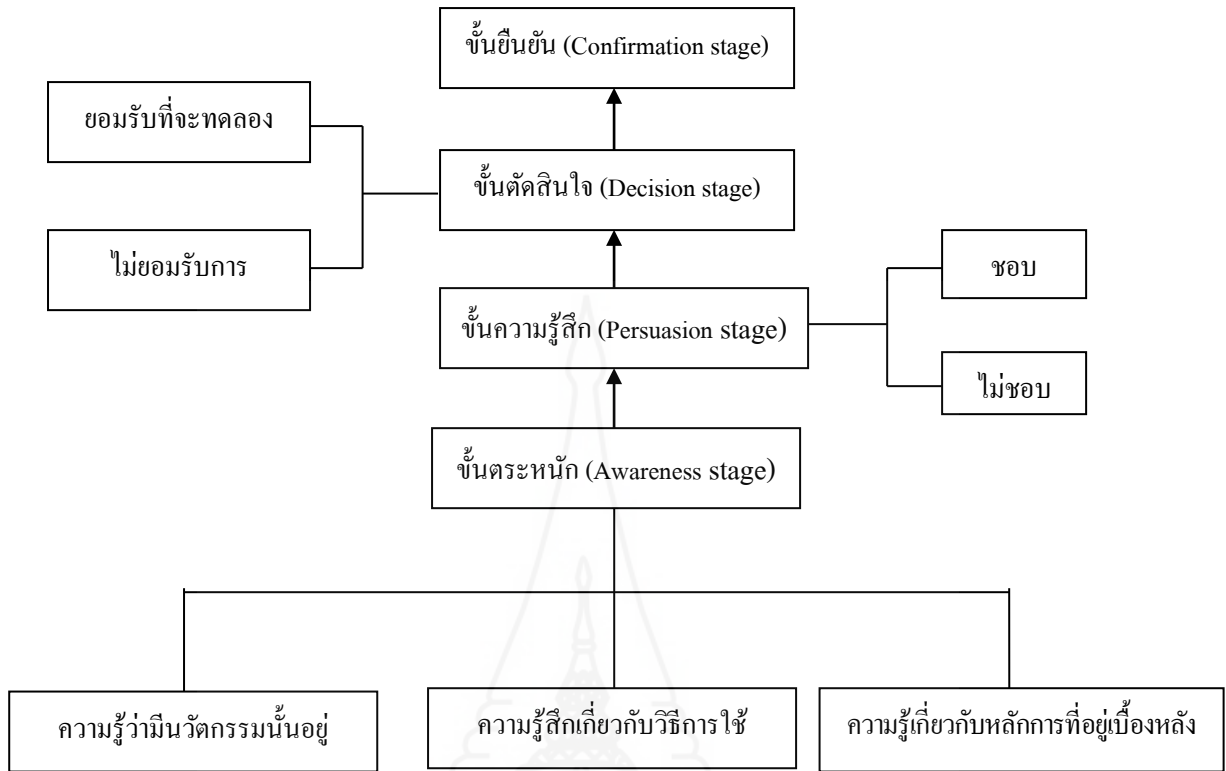 ขั้นยืนยัน (Confirmation stage)
ยอมรับที่จะทดลอง
ขั้นตัดสินใจ (Decision stage)
ไม่ยอมรับการ
ชอบ
ขั้นความรู้สึก (Persuasion stage)
ไม่ชอบ
ขั้นตระหนัก (Awareness stage)
ความรู้ว่ามีนวัตกรรมนั้นอยู่
ความรู้สึกเกี่ยวกับวิธีการใช้
ความรู้เกี่ยวกับหลักการที่อยู่เบื้องหลัง